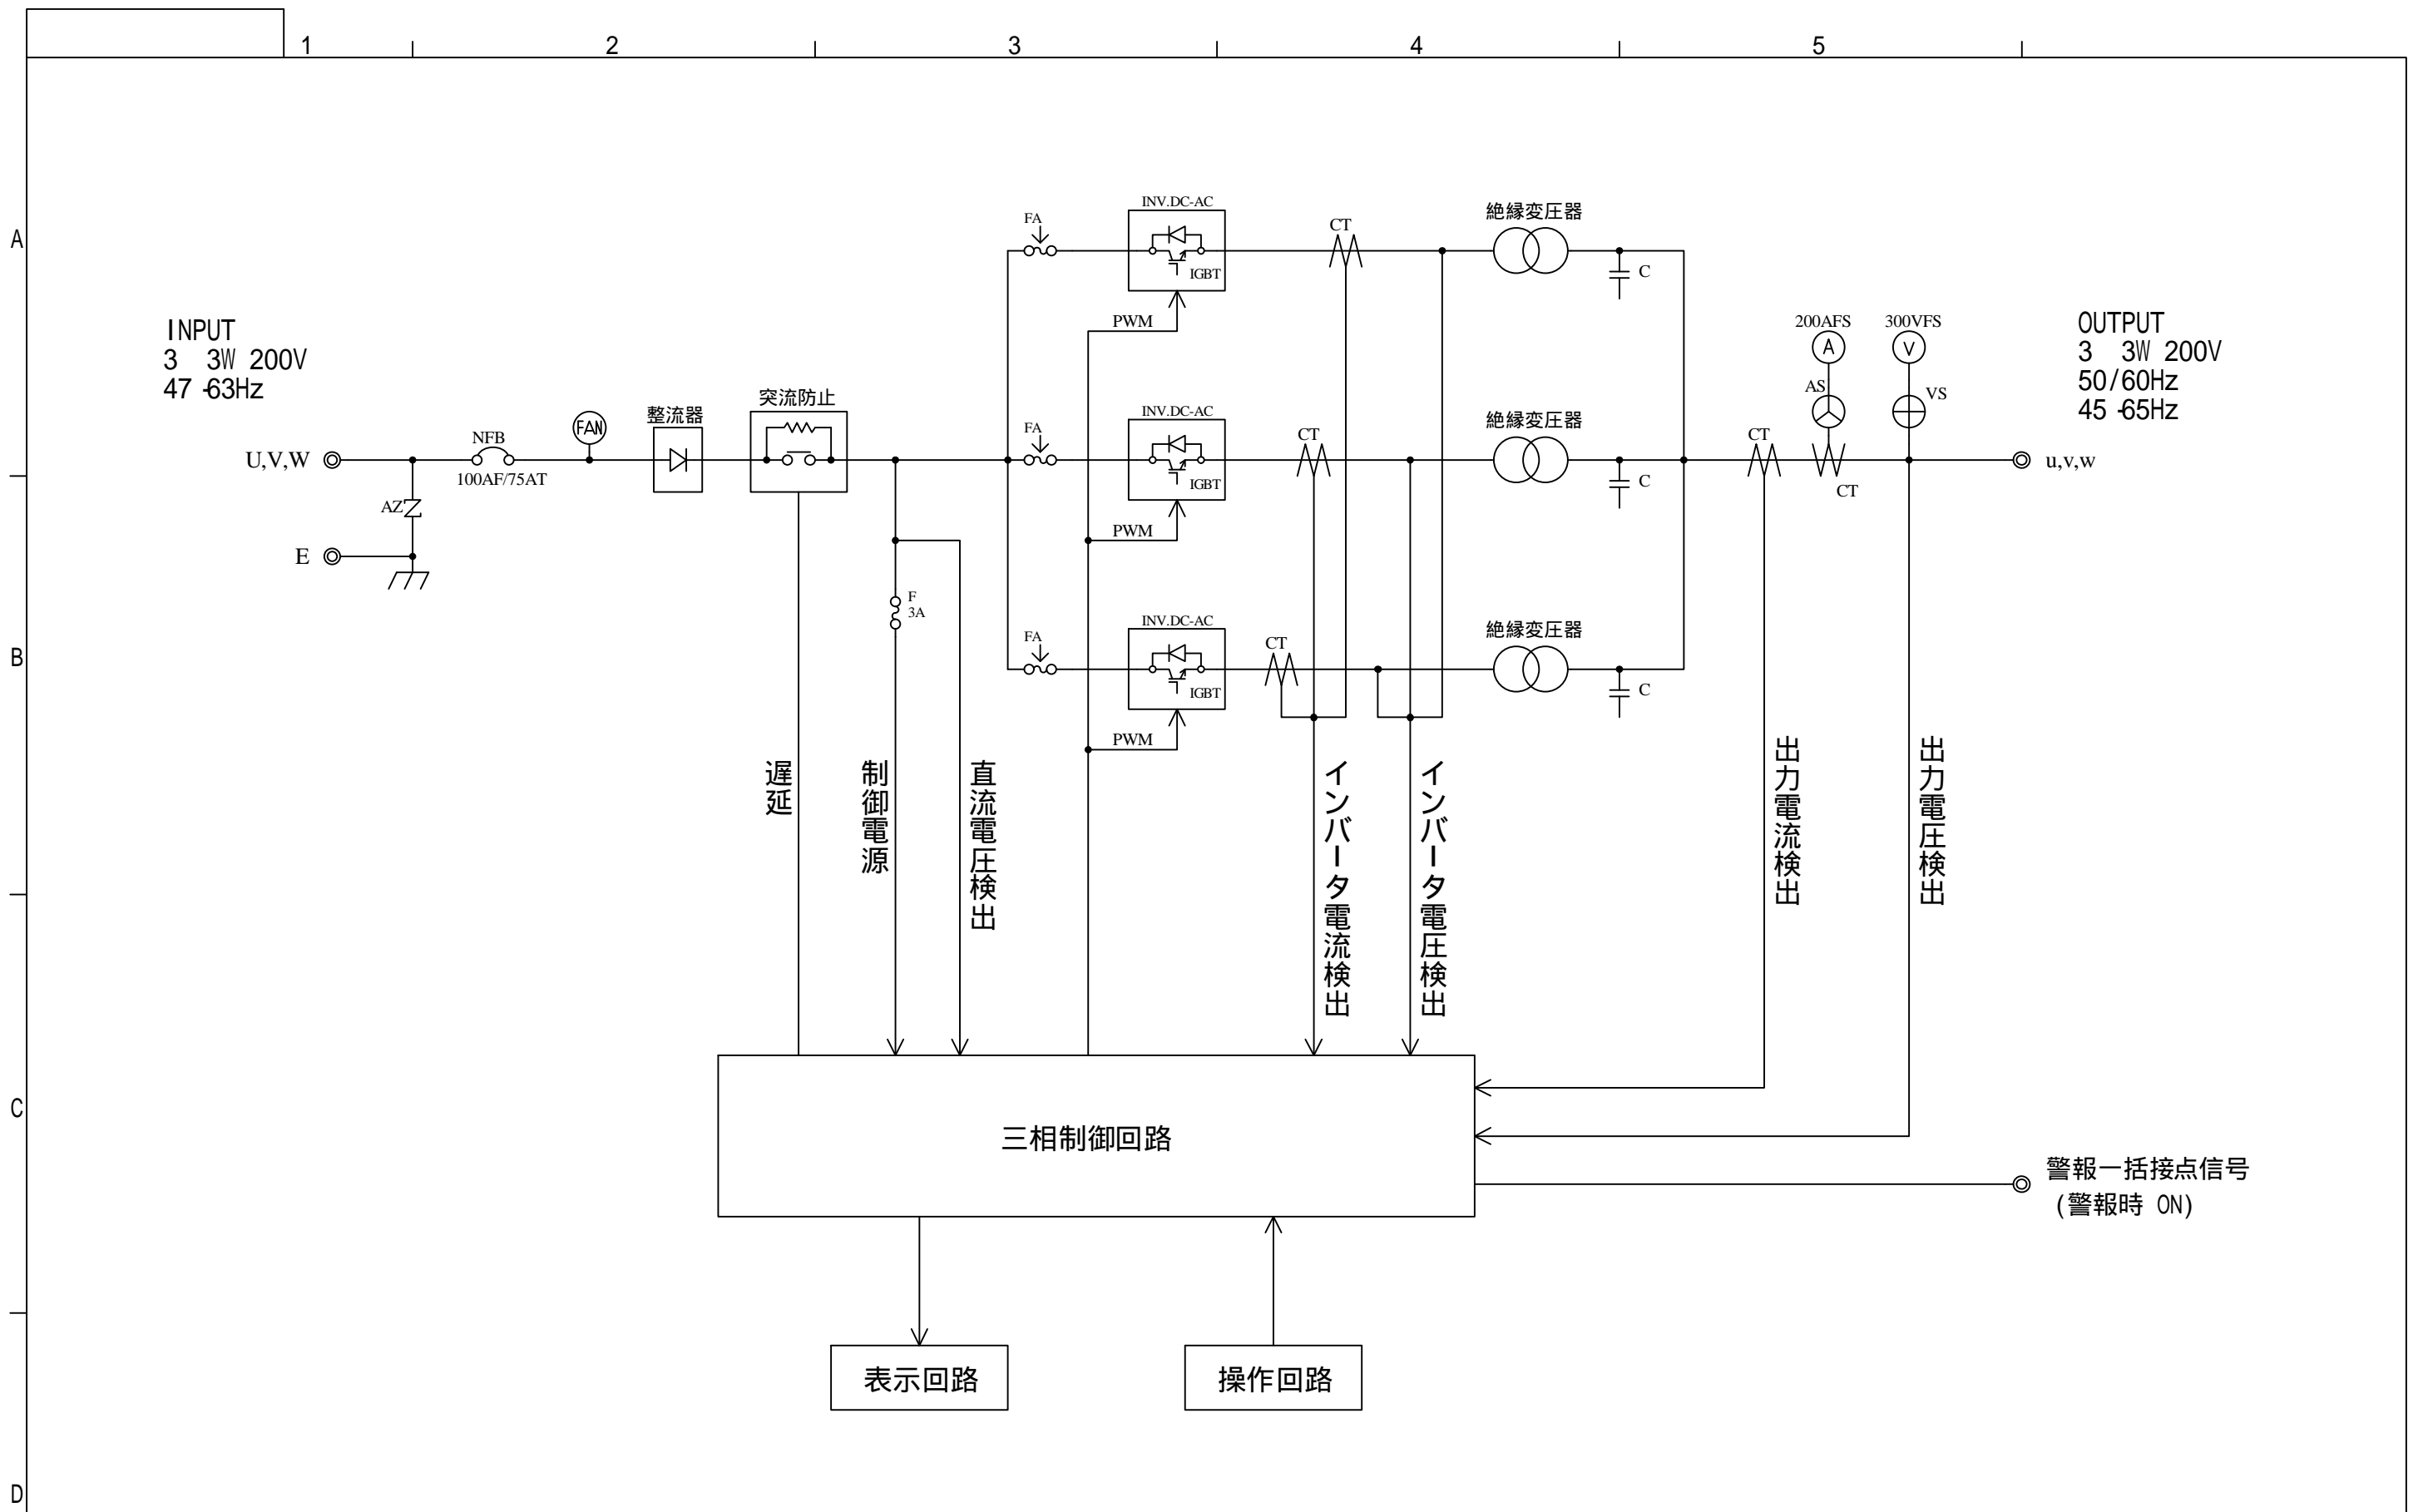 1
2
3
4
5
A
B
C
D
INPUT
3 3W 200V
47-63Hz
U,V,W
E
AZ
NFB
100AF/75AT
FAN
整流器
突流防止
F
3A
FA
INV.DC-AC
IGBT
PWM
CT
絶縁変圧器
C
FA
INV.DC-AC
IGBT
PWM
CT
絶縁変圧器
C
FA
INV.DC-AC
IGBT
PWM
CT
絶縁変圧器
C
CT
200AFS
A
AS
CT
300VFS
V
VS
OUTPUT
3 3W 200V
50/60Hz
45-65Hz
u,v,w
遅延
制御電源
直流電圧検出
インバータ電流検出
インバータ電圧検出
出力電流検出
出力電圧検出
三相制御回路
警報一括接点信号
(警報時 ON)
表示回路
操作回路